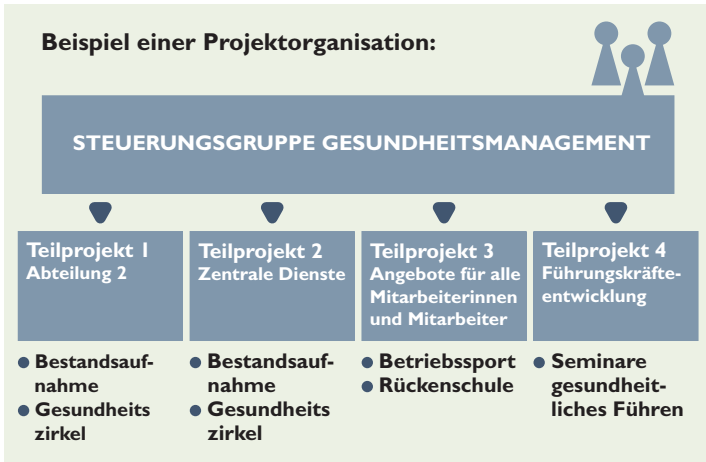 Beispiel einer Projektorganisation:
STEUERUNGSGRUPPE GESUNDHEITSMANAGEMENT
Teilprojekt 1
Abteilung 2
Bestandsauf-
nahme
Gesundheits
zirkel
Teilprojekt 2
Zentrale Dienste
Bestandsauf-
nahme
Gesundheits
zirkel
Teilprojekt 3
Angebote für alle
Mitarbeiterinnen
und Mitarbeiter
Betriebssport
Rückenschule
Teilprojekt 4
Führungskräfte-
entwicklung
Seminare
gesundheit-
liches Führen